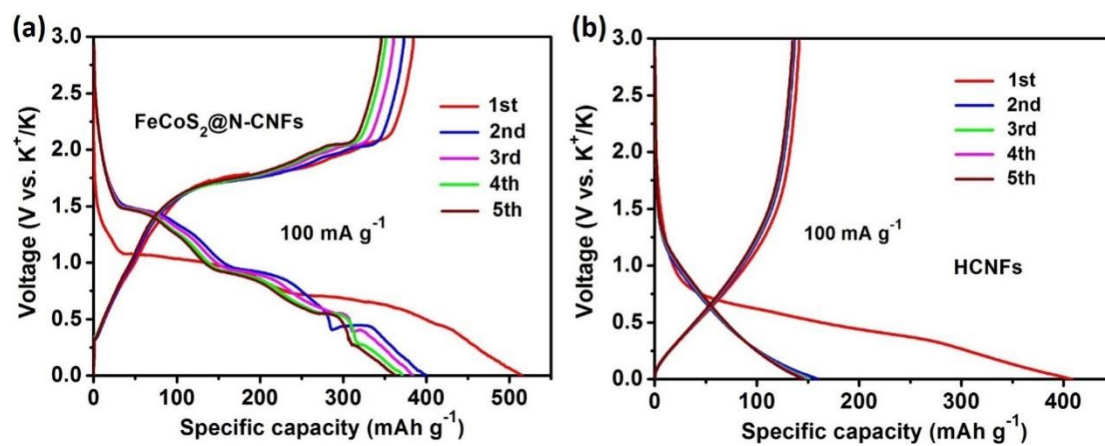 (a)
3.0
2.5
2.0
1.5
1.0
0.5
0.0
Voltage (V vs. K⁺/K)
FeCoS₂@N-CNFs
1st
2nd
3rd
4th
5th
100 mA g⁻¹
0 100 200 300 400 500
Specific capacity (mAh g⁻¹)
(b)
3.0
2.5
2.0
1.5
1.0
0.5
0.0
Voltage (V vs. K⁺/K)
1st
2nd
3rd
4th
5th
100 mA g⁻¹
HCNFs
0 100 200 300 400
Specific capacity (mAh g⁻¹)